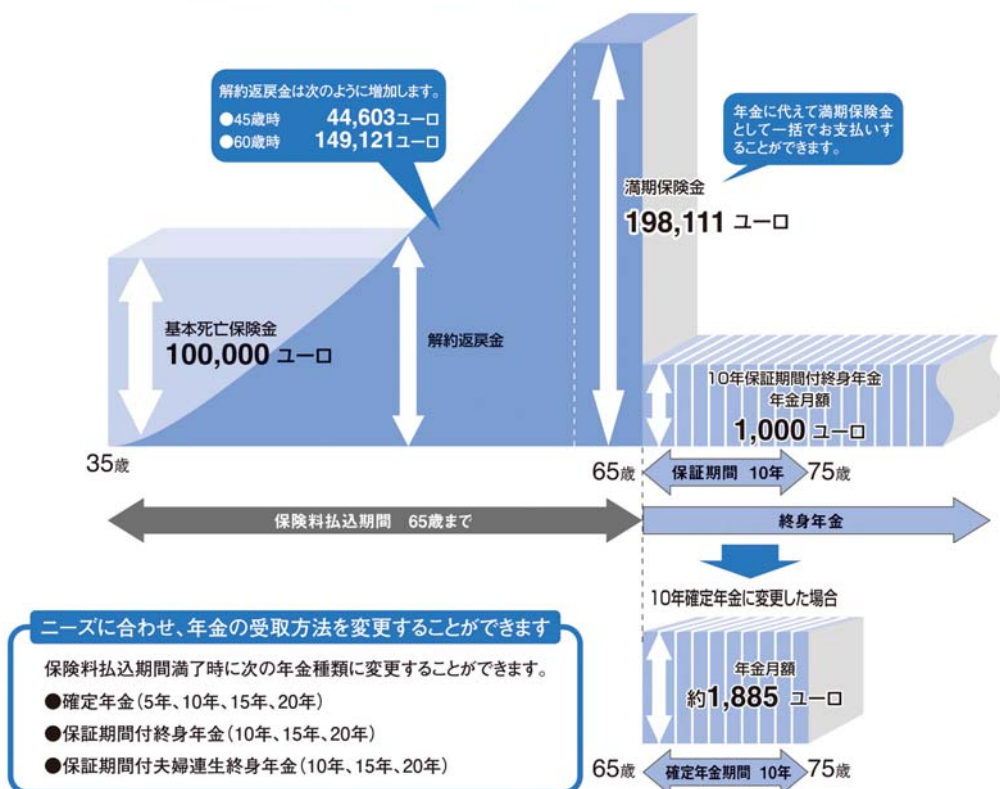 解約返戻金は次のように増加します。
●45歳時 44,603ユーロ
●60歳時 149,121ユーロ
年金に代えて満期保険金
として一括でお支払いす
ることができます。
満期保険金
198,111 ユーロ
基本死亡保険金
100,000 ユーロ
解約返戻金
10年保証期間付終身年金
年金月額
1,000 ユーロ
35歳
65歳
保証期間 10年
75歳
保険料払込期間 65歳まで
終身年金
10年確定年金に変更した場合
年金月額
約1,885 ユーロ
65歳
確定年金期間 10年
75歳
ニーズに合わせ、年金の受取方法を変更することができます
保険料払込期間満了時に次の年金種類に変更することができます。
●確定年金(5年、10年、15年、20年)
●保証期間付終身年金(10年、15年、20年)
●保証期間付夫婦連生終身年金(10年、15年、20年)